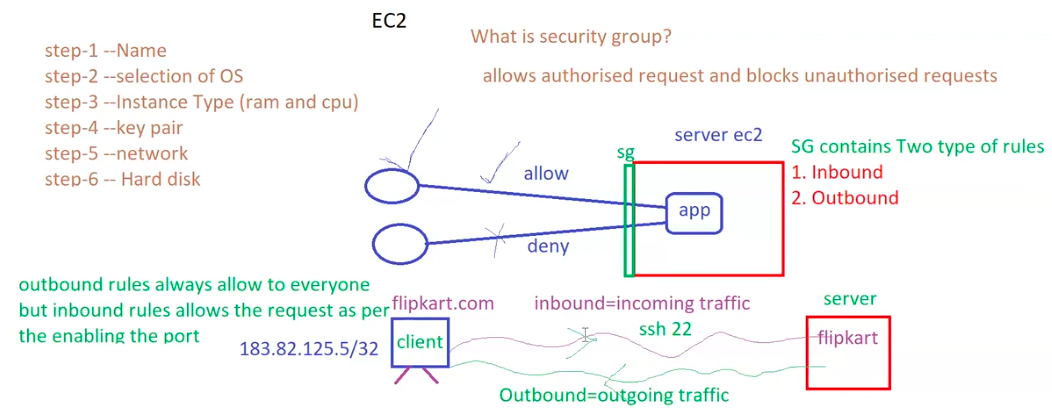 EC2
step-1 --Name
step-2 --selection of OS
step-3 --Instance Type (ram and cpu)
step-4 --key pair
step-5 --network
step-6 -- Hard disk
What is security group?
allows authorised request and blocks unauthorised requests
server ec2
sg
allow
app
deny
SG contains Two type of rules
1. Inbound
2. Outbound
outbound rules always allow to everyone
but inbound rules allows the request as per
the enabling the port
flipkart.com
inbound=incoming traffic
server
ssh 22
183.82.125.5/32
client
flipkart
Outbound=outgoing traffic